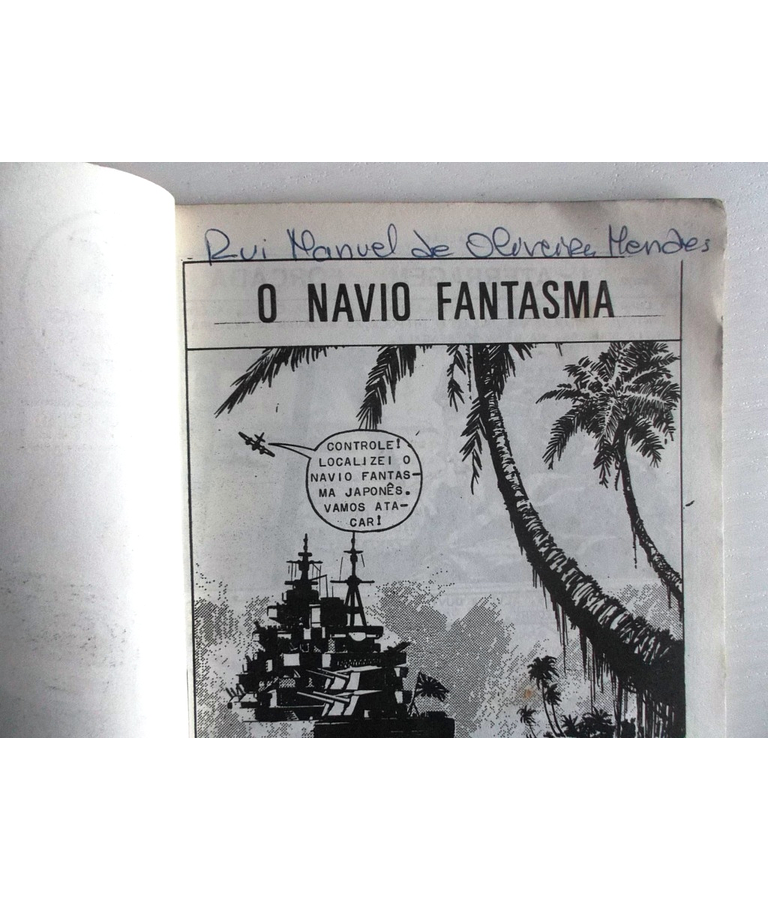 Rui Manuel de Oliveira Mendes
O NAVIO FANTASMA
CONTROLE!
LOCALIZEI O
NAVIO FANTAS-
MA JAPONÊS.
VAMOS ATA-
CAR!